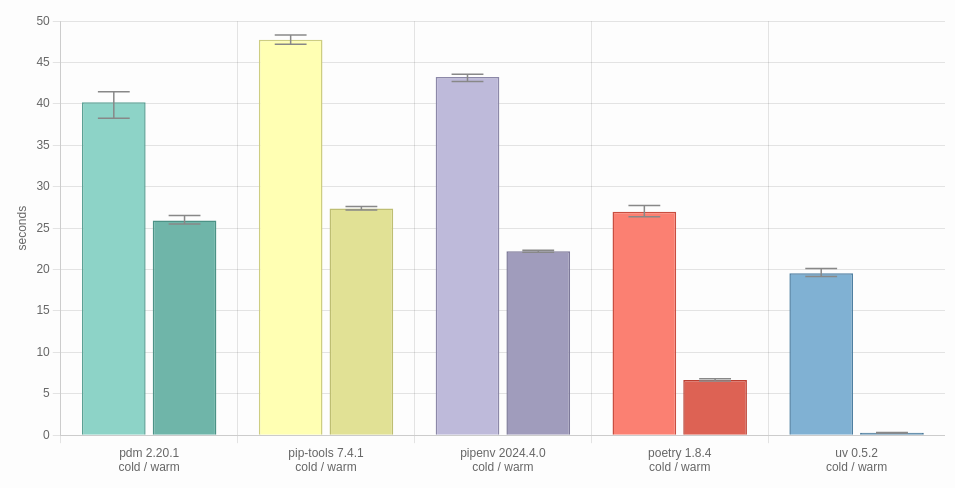 50
45
40
35
30
25
20
15
10
5
0
seconds
pdm 2.20.1
cold / warm
pip-tools 7.4.1
cold / warm
pipenv 2024.4.0
cold / warm
poetry 1.8.4
cold / warm
uv 0.5.2
cold / warm